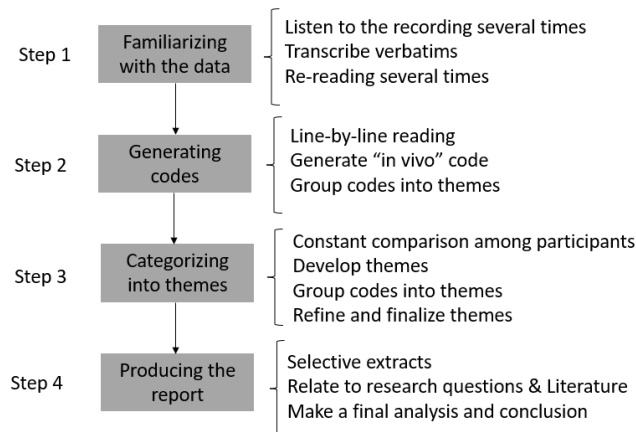 Step 1
Familiarizing
with the data
Listen to the recording several times
Transcribe verbatims
Re-reading several times
Step 2
Generating
codes
Line-by-line reading
Generate “in vivo” code
Group codes into themes
Step 3
Categorizing
into themes
Constant comparison among participants
Develop themes
Group codes into themes
Refine and finalize themes
Step 4
Producing the
report
Selective extracts
Relate to research questions & Literature
Make a final analysis and conclusion